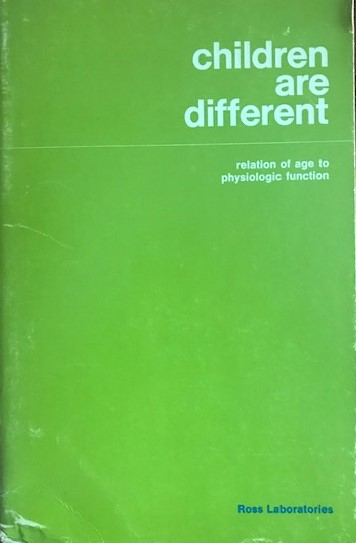 children
are
different
relation of age to
physiologic function
Ross Laboratories